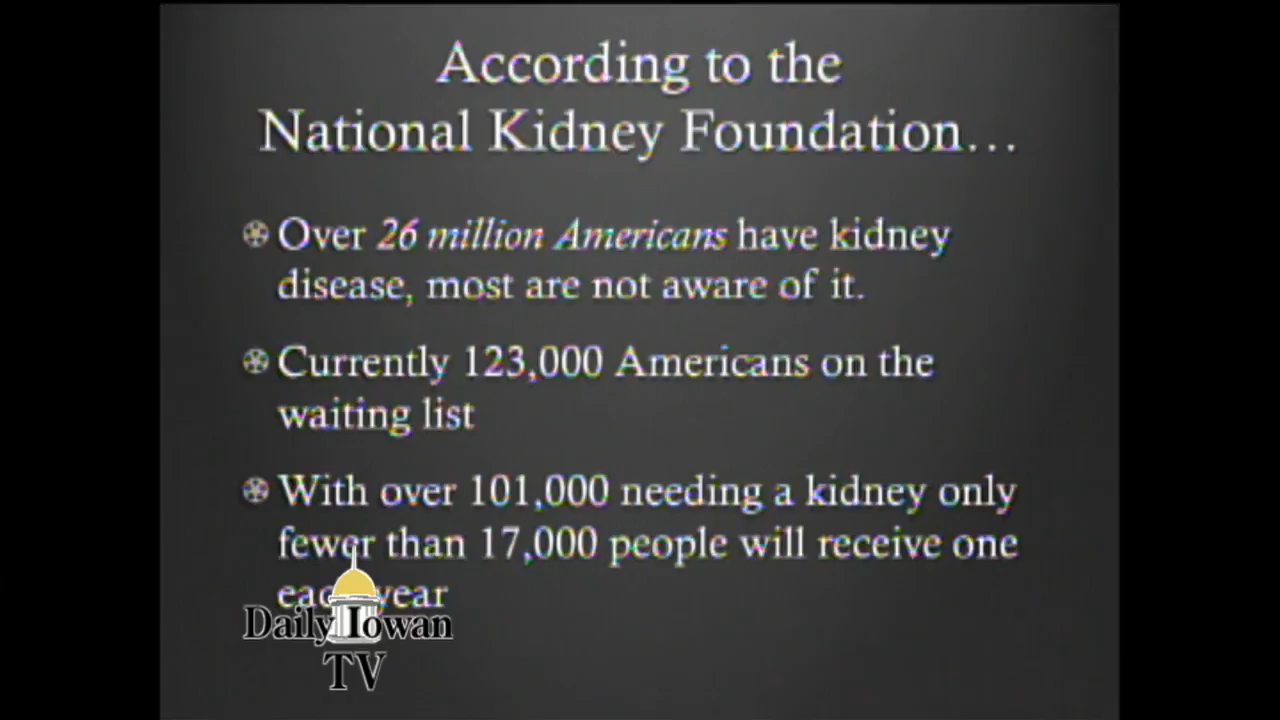 According to the
National Kidney Foundation...
Over 26 million Americans have kidney
disease, most are not aware of it.
Currently 123,000 Americans on the
waiting list
With over 101,000 needing a kidney only
fewer than 17,000 people will receive one
each year
Daily Iowan
TV